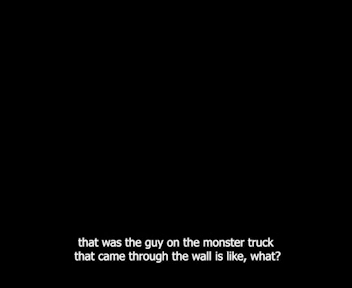 that was the guy on the monster truck
that came through the wall is like, what?